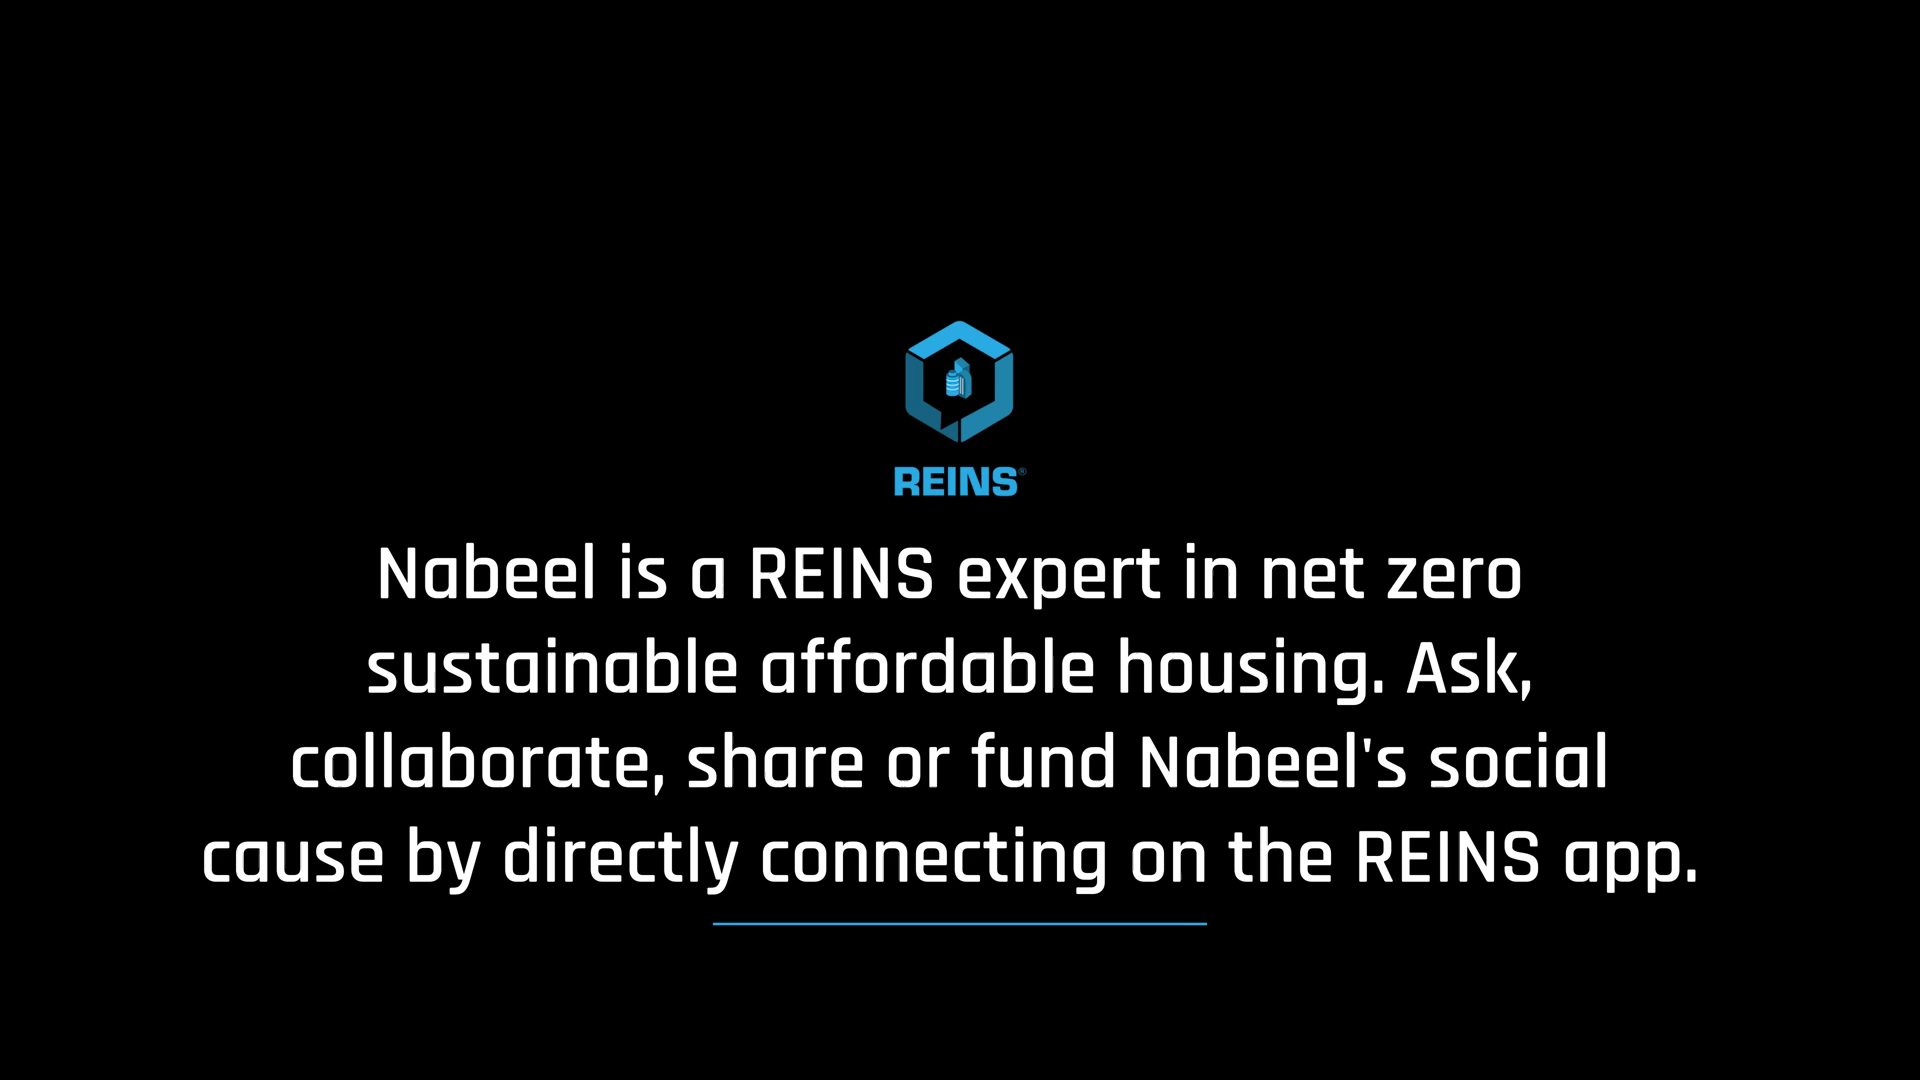 REINS®
Nabeel is a REINS expert in net zero
sustainable affordable housing. Ask,
collaborate, share or fund Nabeel's social
cause by directly connecting on the REINS app.